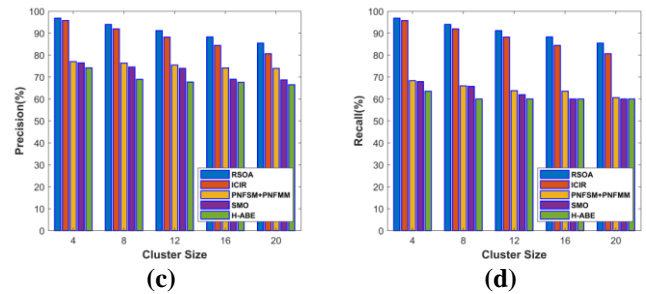 100
90
80
70
60
50
40
30
20
10
0
Precision(%)
RSOA
ICIR
PNFSM+PNFMM
SMO
H-ABE
4 8 12 16 20
Cluster Size
(c)
100
90
80
70
60
50
40
30
20
10
0
Recall(%)
RSOA
ICIR
PNFSM+PNFMM
SMO
H-ABE
4 8 12 16 20
Cluster Size
(d)